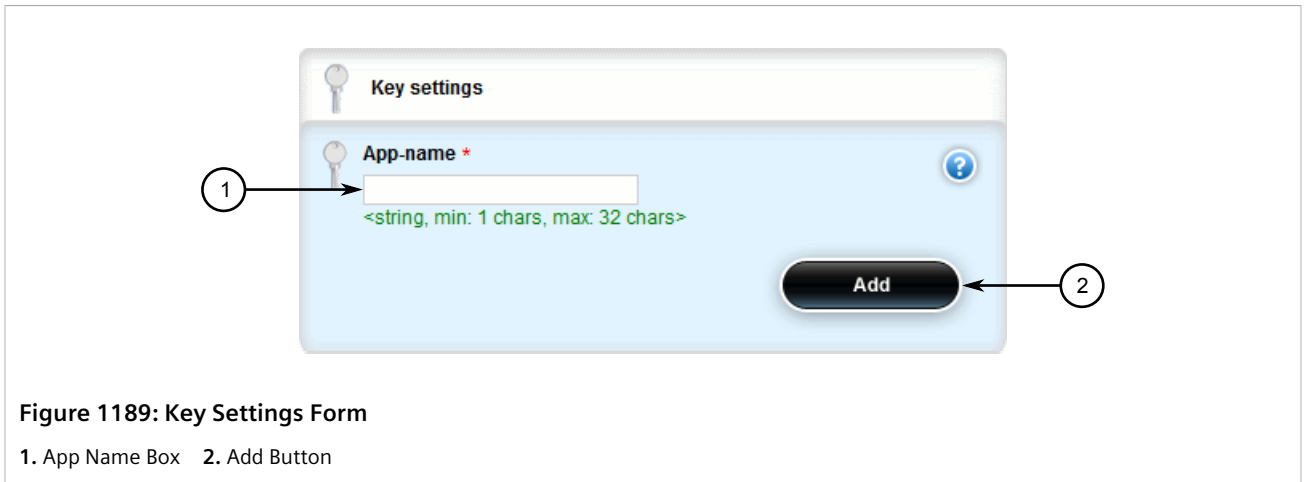 Key settings
App-name *
?
1
<string, min: 1 chars, max: 32 chars>
Add
2
Figure 1189: Key Settings Form
1. App Name Box 2. Add Button